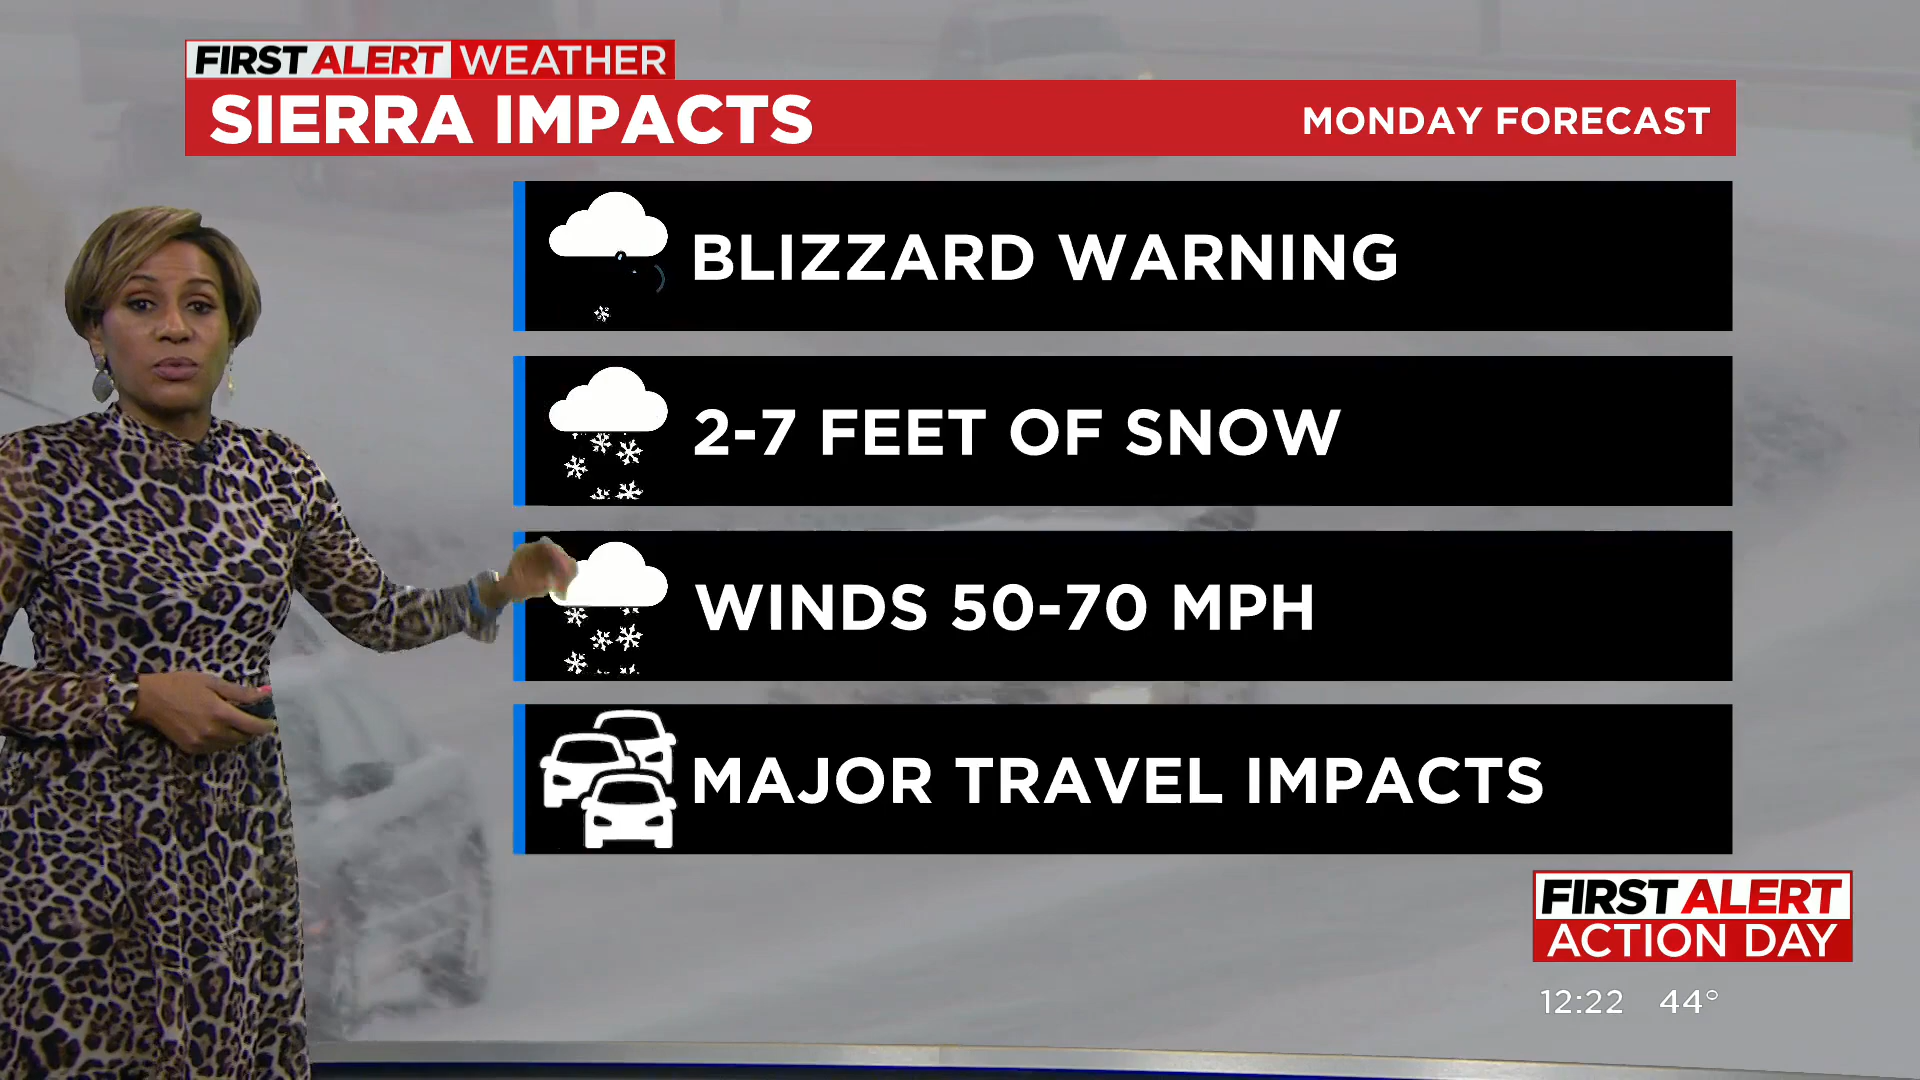 FIRST ALERT WEATHER
SIERRA IMPACTS
MONDAY FORECAST
BLIZZARD WARNING
2-7 FEET OF SNOW
WINDS 50-70 MPH
MAJOR TRAVEL IMPACTS
FIRST ALERT
ACTION DAY
12:22 44°